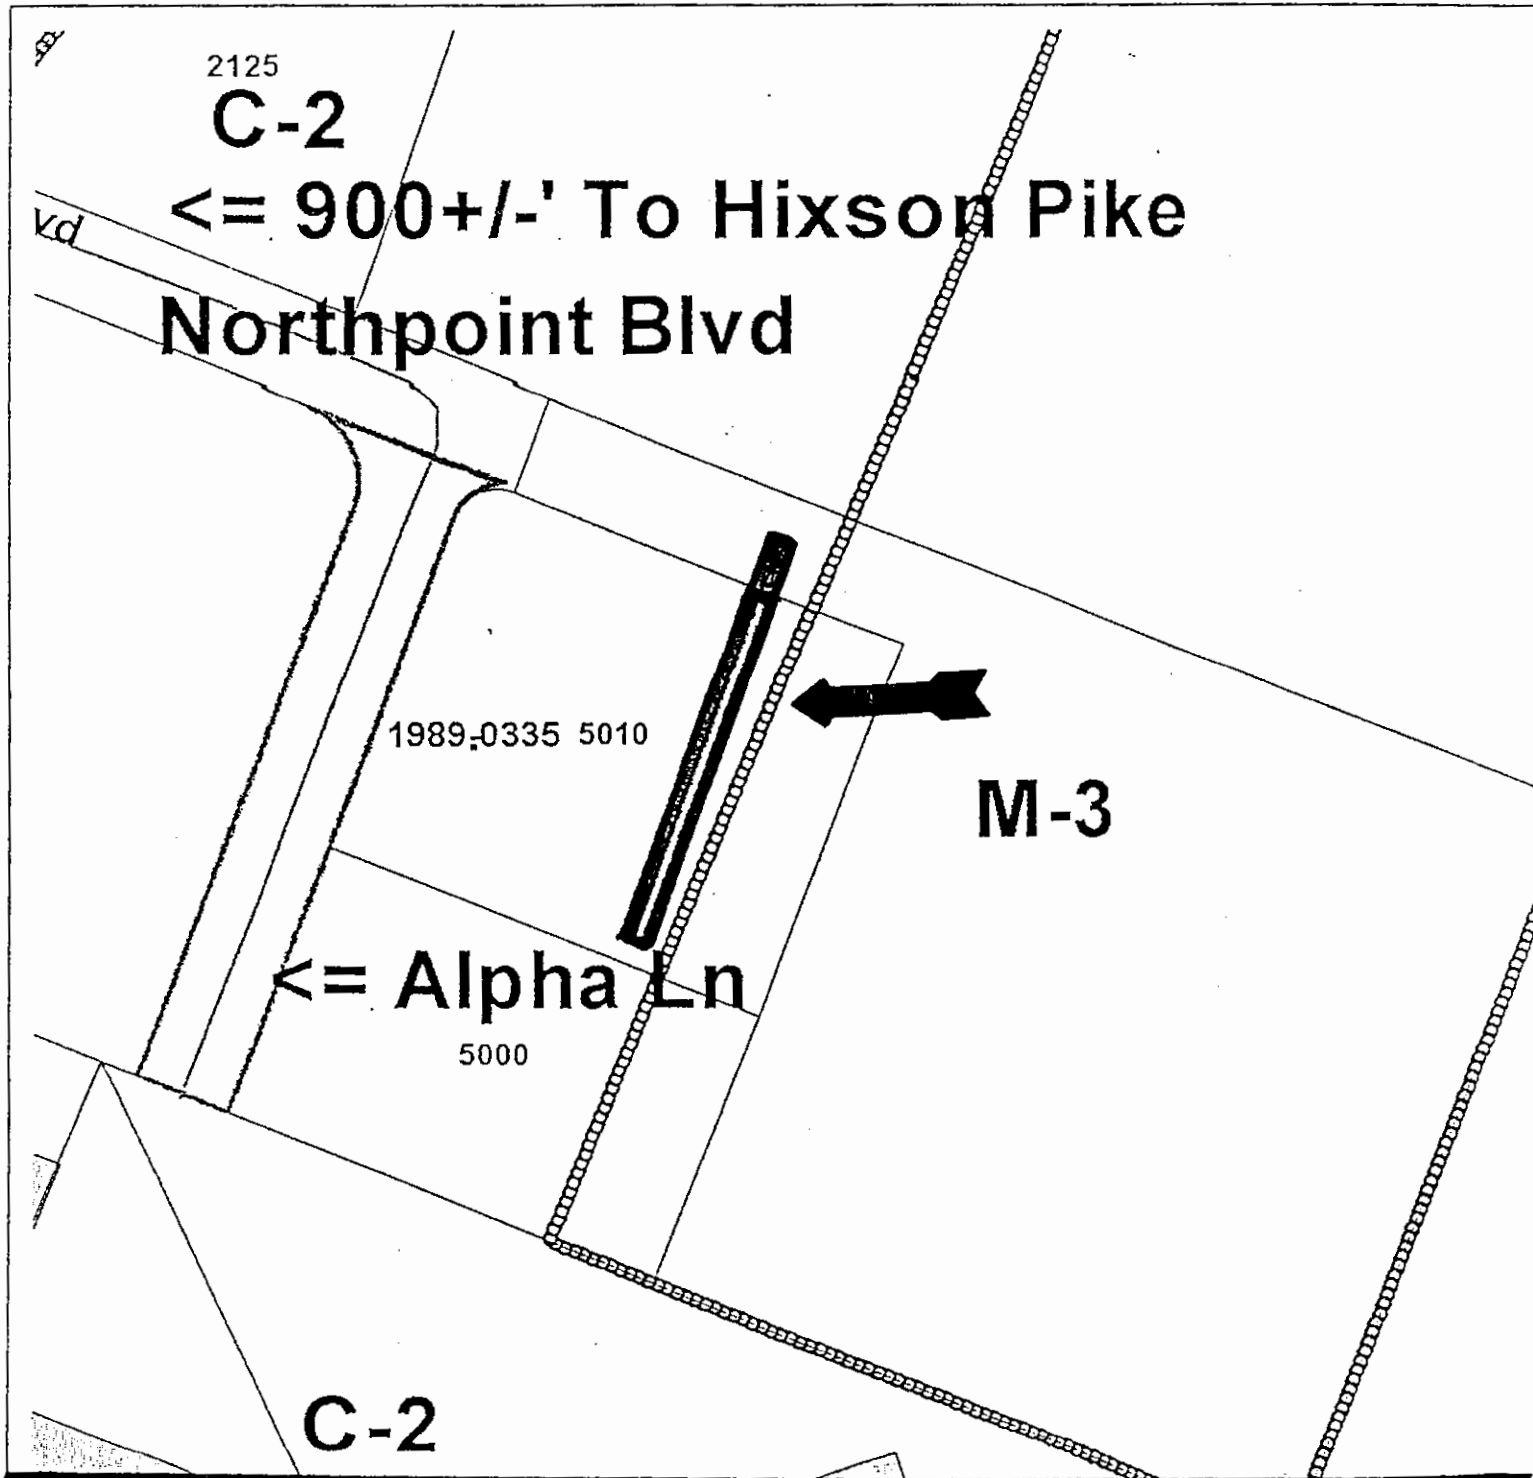 2125
C-2
<= 900+/-' To Hixson Pike
vd
Northpoint Blvd
1989-0335 5010
M-3
<= Alpha Ln
5000
C-2